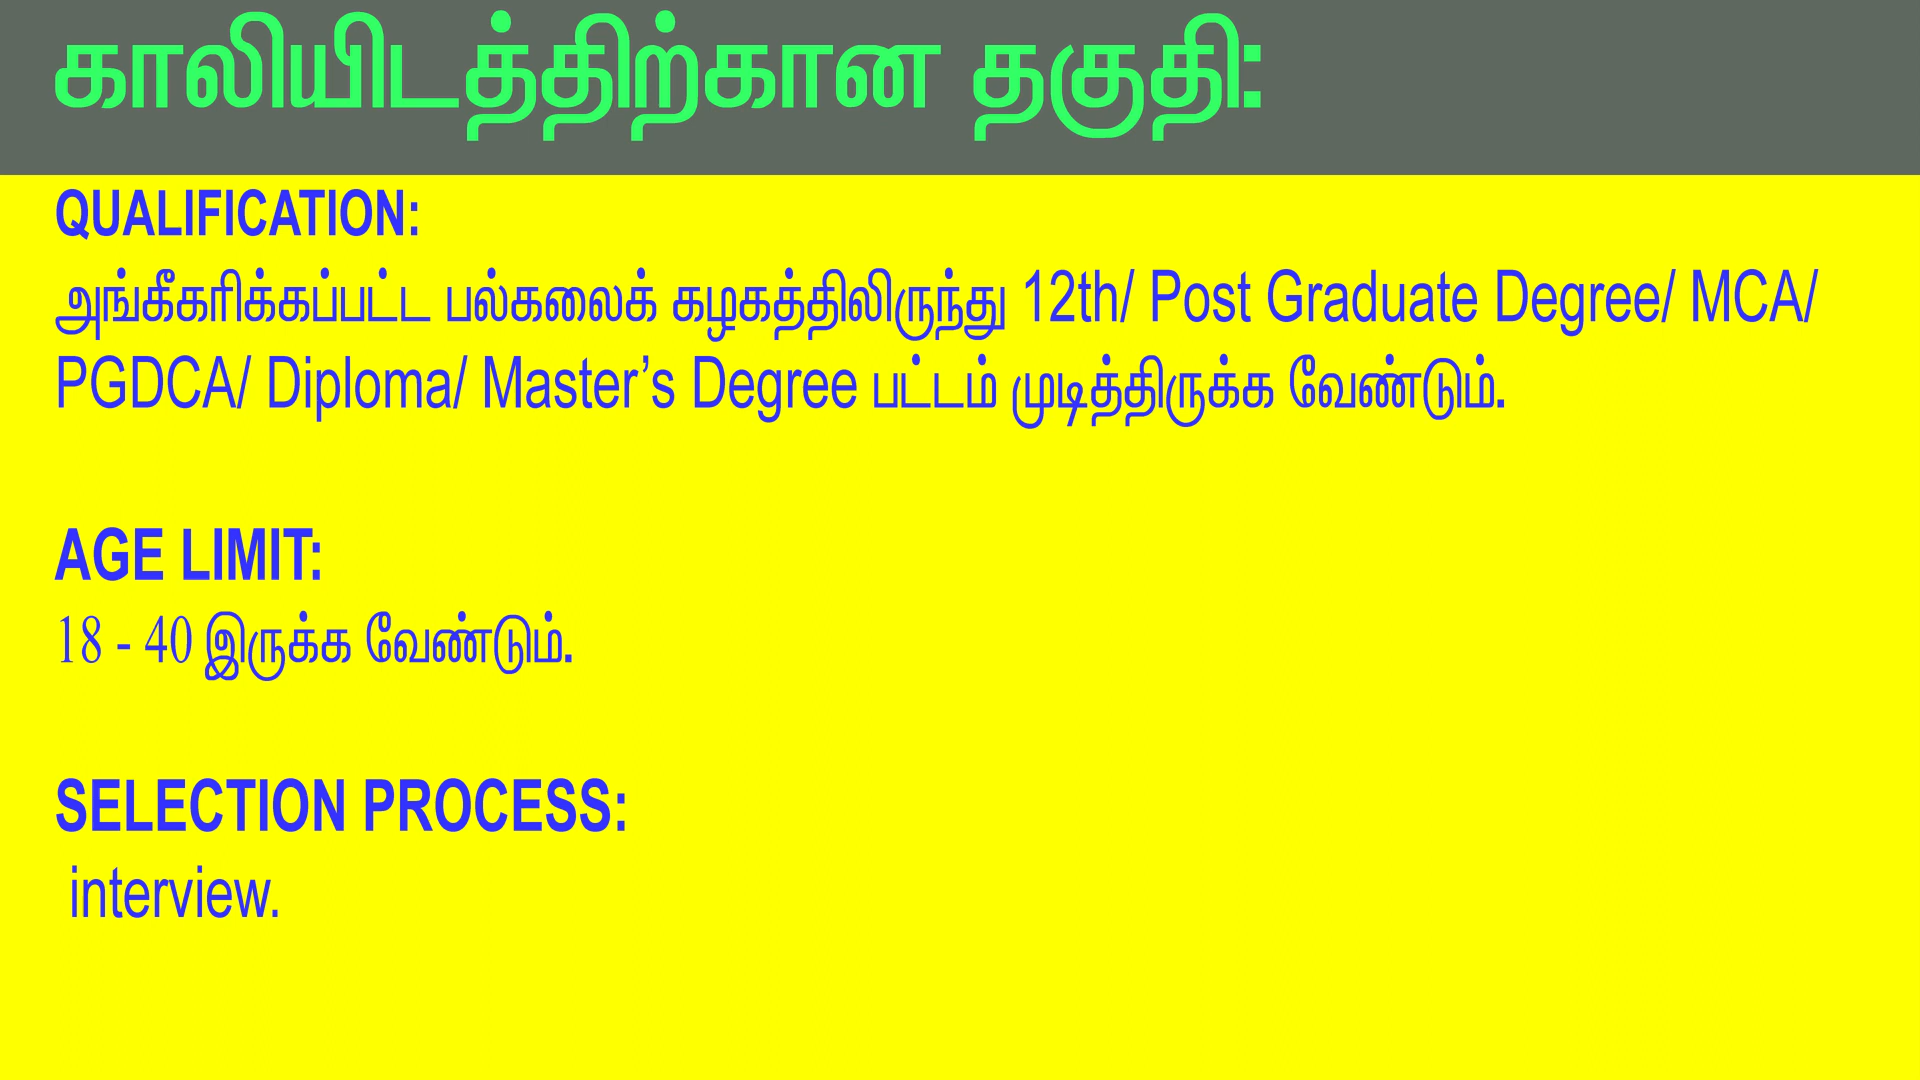 காலியிடத்திற்கான தகுதி:
QUALIFICATION:
அங்கீகரிக்கப்பட்ட பல்கலைக் கழகத்திலிருந்து 12th/ Post Graduate Degree/ MCA/
PGDCA/ Diploma/ Master’s Degree பட்டம் முடித்திருக்க வேண்டும்.
AGE LIMIT:
18 - 40 இருக்க வேண்டும்.
SELECTION PROCESS:
interview.